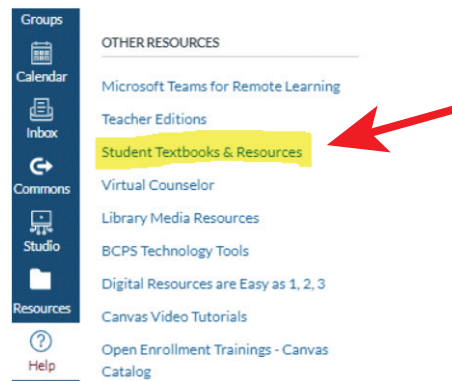 Groups
Calendar
Inbox
Commons
Studio
Resources
Help
OTHER RESOURCES
Microsoft Teams for Remote Learning
Teacher Editions
Student Textbooks & Resources
Virtual Counselor
Library Media Resources
BCPS Technology Tools
Digital Resources are Easy as 1, 2, 3
Canvas Video Tutorials
Open Enrollment Trainings - Canvas
Catalog